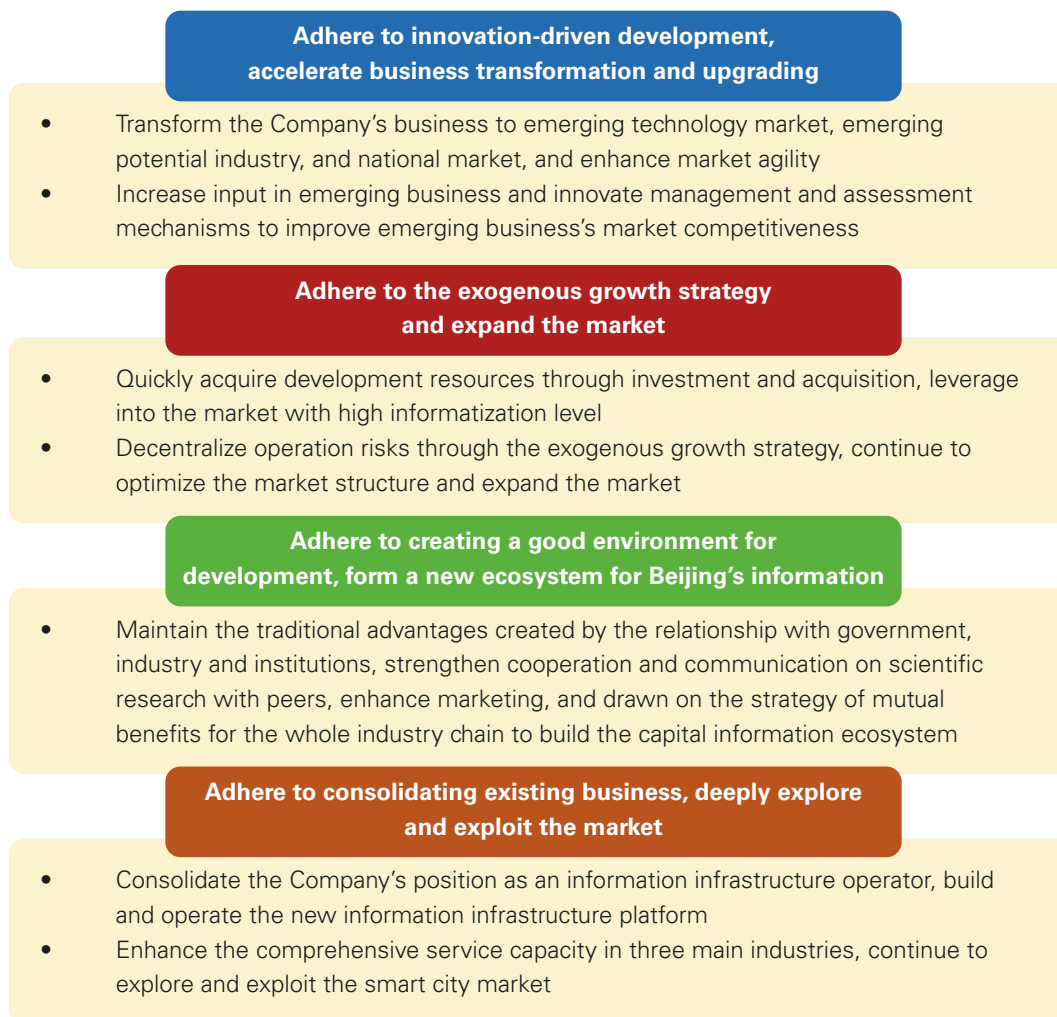 Adhere to innovation-driven development,
accelerate business transformation and upgrading
• Transform the Company’s business to emerging technology market, emerging
potential industry, and national market, and enhance market agility
• Increase input in emerging business and innovate management and assessment
mechanisms to improve emerging business’s market competitiveness
Adhere to the exogenous growth strategy
and expand the market
• Quickly acquire development resources through investment and acquisition, leverage
into the market with high informatization level
• Decentralize operation risks through the exogenous growth strategy, continue to
optimize the market structure and expand the market
Adhere to creating a good environment for
development, form a new ecosystem for Beijing’s information
• Maintain the traditional advantages created by the relationship with government,
industry and institutions, strengthen cooperation and communication on scientific
research with peers, enhance marketing, and drawn on the strategy of mutual
benefits for the whole industry chain to build the capital information ecosystem
Adhere to consolidating existing business, deeply explore
and exploit the market
• Consolidate the Company’s position as an information infrastructure operator, build
and operate the new information infrastructure platform
• Enhance the comprehensive service capacity in three main industries, continue to
explore and exploit the smart city market